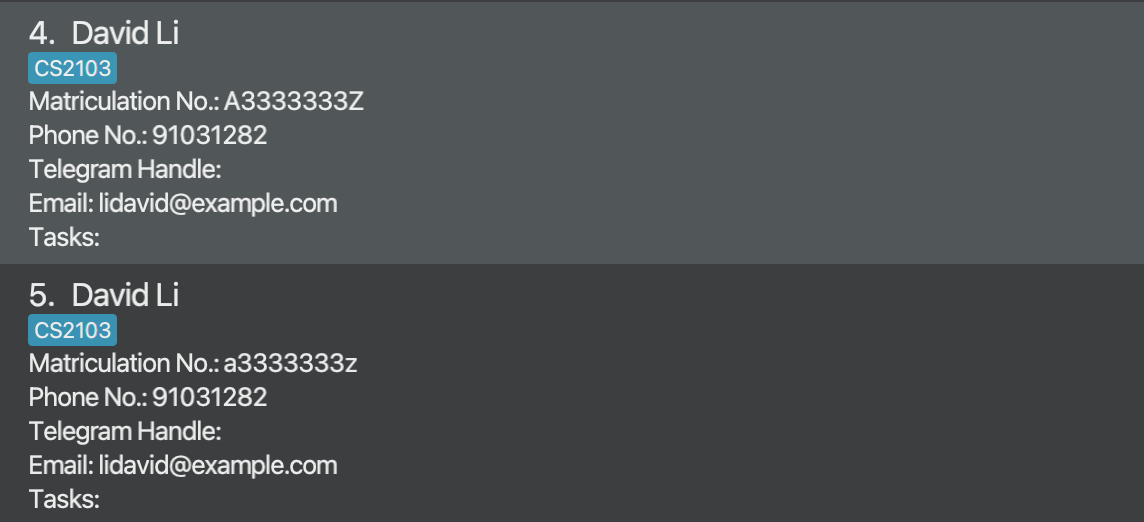 4. David Li
CS2103
Matriculation No.: A3333333Z
Phone No.: 91031282
Telegram Handle:
Email: lidavid@example.com
Tasks:
5. David Li
CS2103
Matriculation No.: a3333333z
Phone No.: 91031282
Telegram Handle:
Email: lidavid@example.com
Tasks: